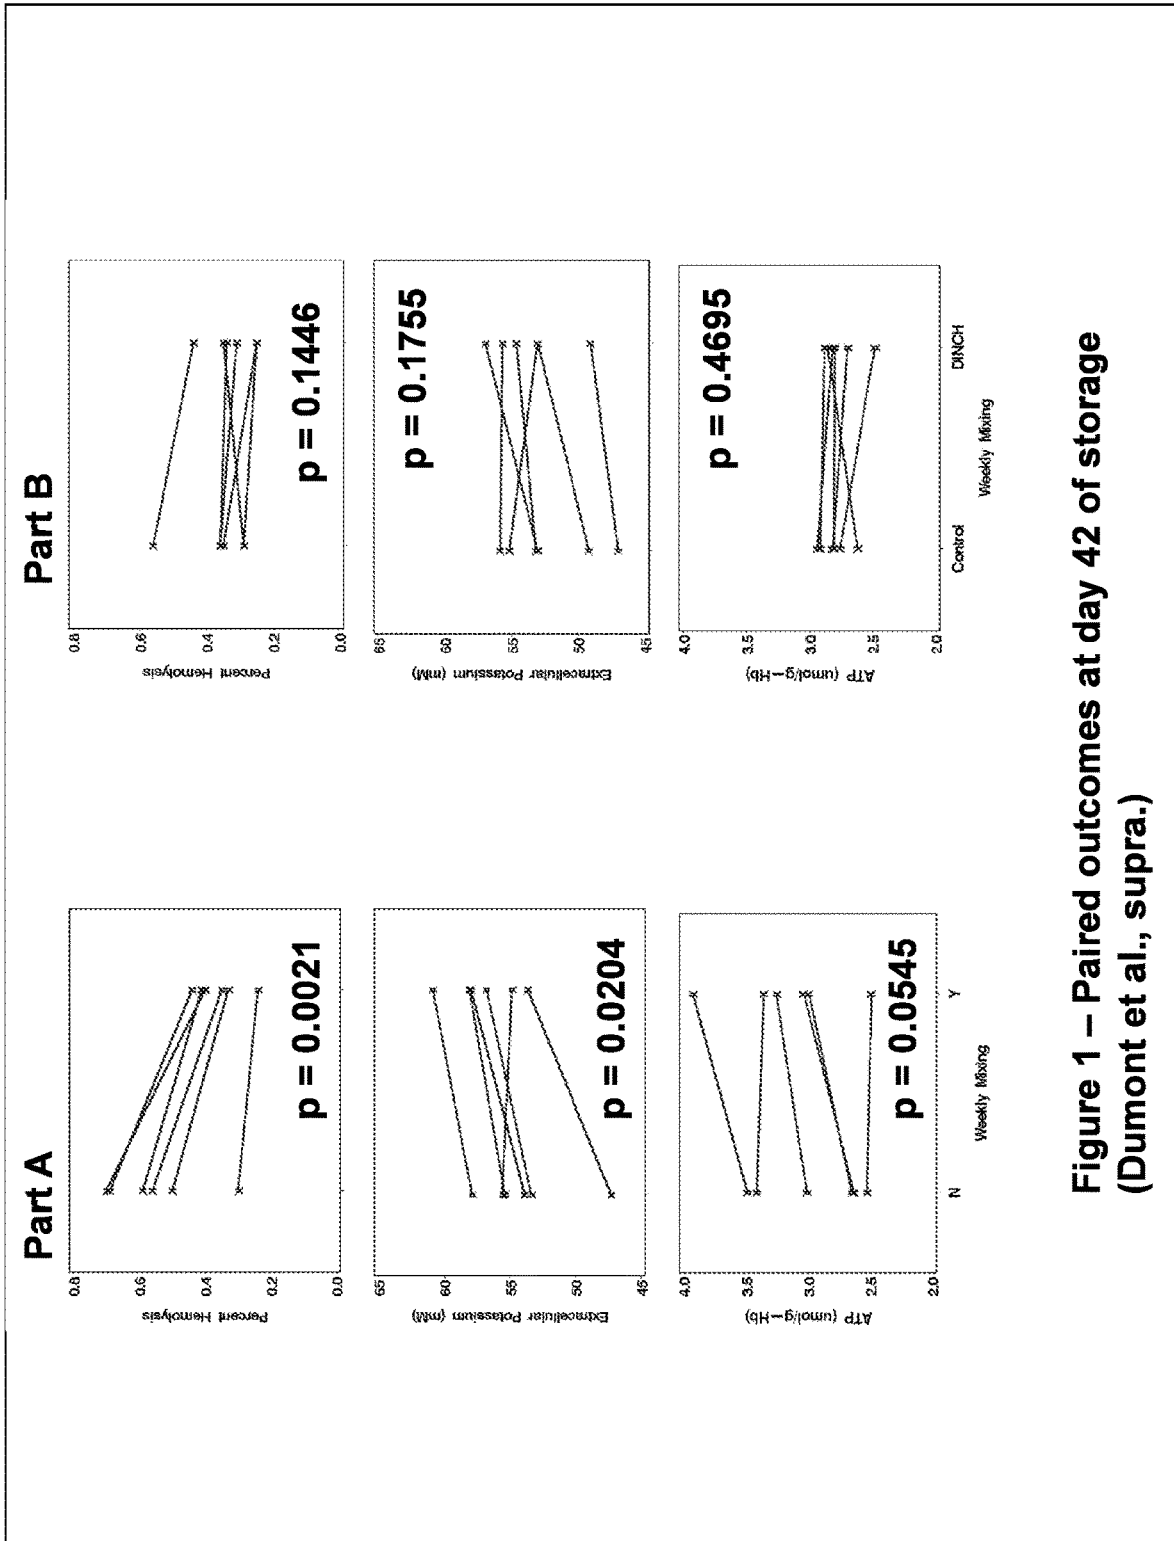 Part A
Percent Hemolysis
0.8
0.6
0.4
0.2
0.0
p = 0.0021
Extracellular Potassium (mM)
65
60
55
50
45
p = 0.0204
ATP (umol/g-Hb)
4.0
3.5
3.0
2.5
2.0
p = 0.0545
N Y
Weekly Mixing
Part B
Percent Hemolysis
0.8
0.6
0.4
0.2
0.0
p = 0.1446
Extracellular Potassium (mM)
65
60
55
50
45
p = 0.1755
ATP (umol/g-Hb)
4.0
3.5
3.0
2.5
2.0
p = 0.4695
Control DINCH
Weekly Mixing
Figure 1 – Paired outcomes at day 42 of storage
(Dumont et al., supra.)